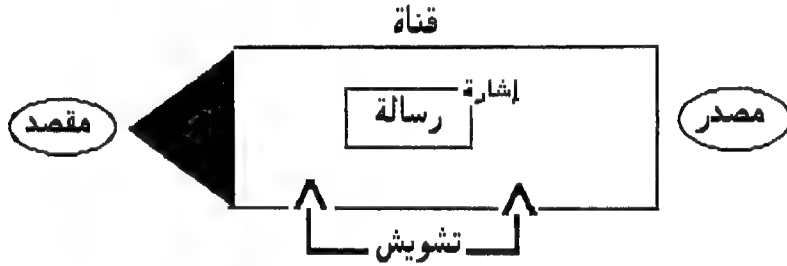 قناة
إشارة
مصدر
رسالة
مقصد
تشويش